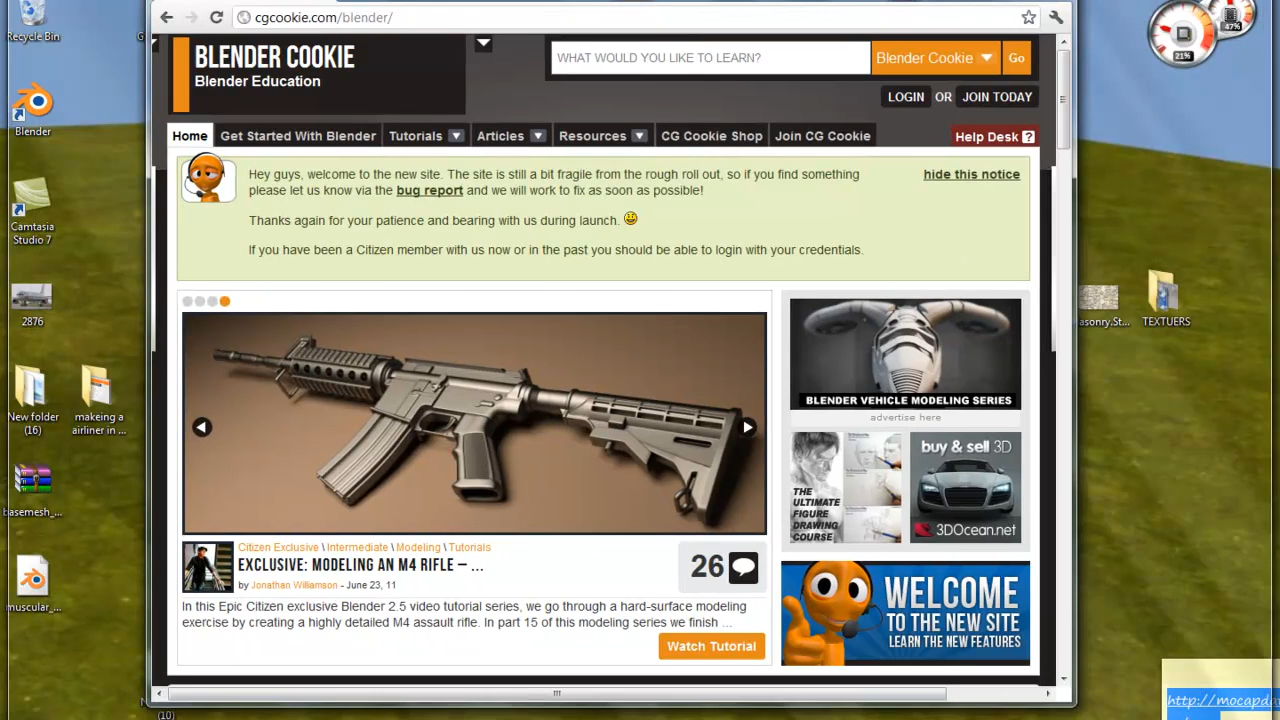 cgcookie.com/blender/
Recycle Bin
G
47%
21%
BLENDER COOKIE
Blender Education
WHAT WOULD YOU LIKE TO LEARN?
Blender Cookie
Go
LOGIN OR JOIN TODAY
Blender
Home
Get Started With Blender
Tutorials
Articles
Resources
CG Cookie Shop
Join CG Cookie
Help Desk ?
Hey guys, welcome to the new site. The site is still a bit fragile from the rough roll out, so if you find something
please let us know via the bug report and we will work to fix as soon as possible!
hide this notice
Thanks again for your patience and bearing with us during launch.
If you have been a Citizen member with us now or in the past you should be able to login with your credentials.
Camtasia
Studio 7
2876
asonry.St...
TEXTUERS
BLENDER VEHICLE MODELING SERIES
advertise here
New folder
(16)
makeing a
airliner in ...
THE
ULTIMATE
FIGURE
DRAWING
COURSE
buy & sell 3D
3DOcean.net
basemesh_...
Citizen Exclusive \ Intermediate \ Modeling \ Tutorials
EXCLUSIVE: MODELING AN M4 RIFLE – ...
by Jonathan Williamson - June 23, 11
26
In this Epic Citizen exclusive Blender 2.5 video tutorial series, we go through a hard-surface modeling
exercise by creating a highly detailed M4 assault rifle. In part 15 of this modeling series we finish ...
Watch Tutorial
WELCOME
TO THE NEW SITE
LEARN THE NEW FEATURES
muscular_...
http://mocapda
(10)